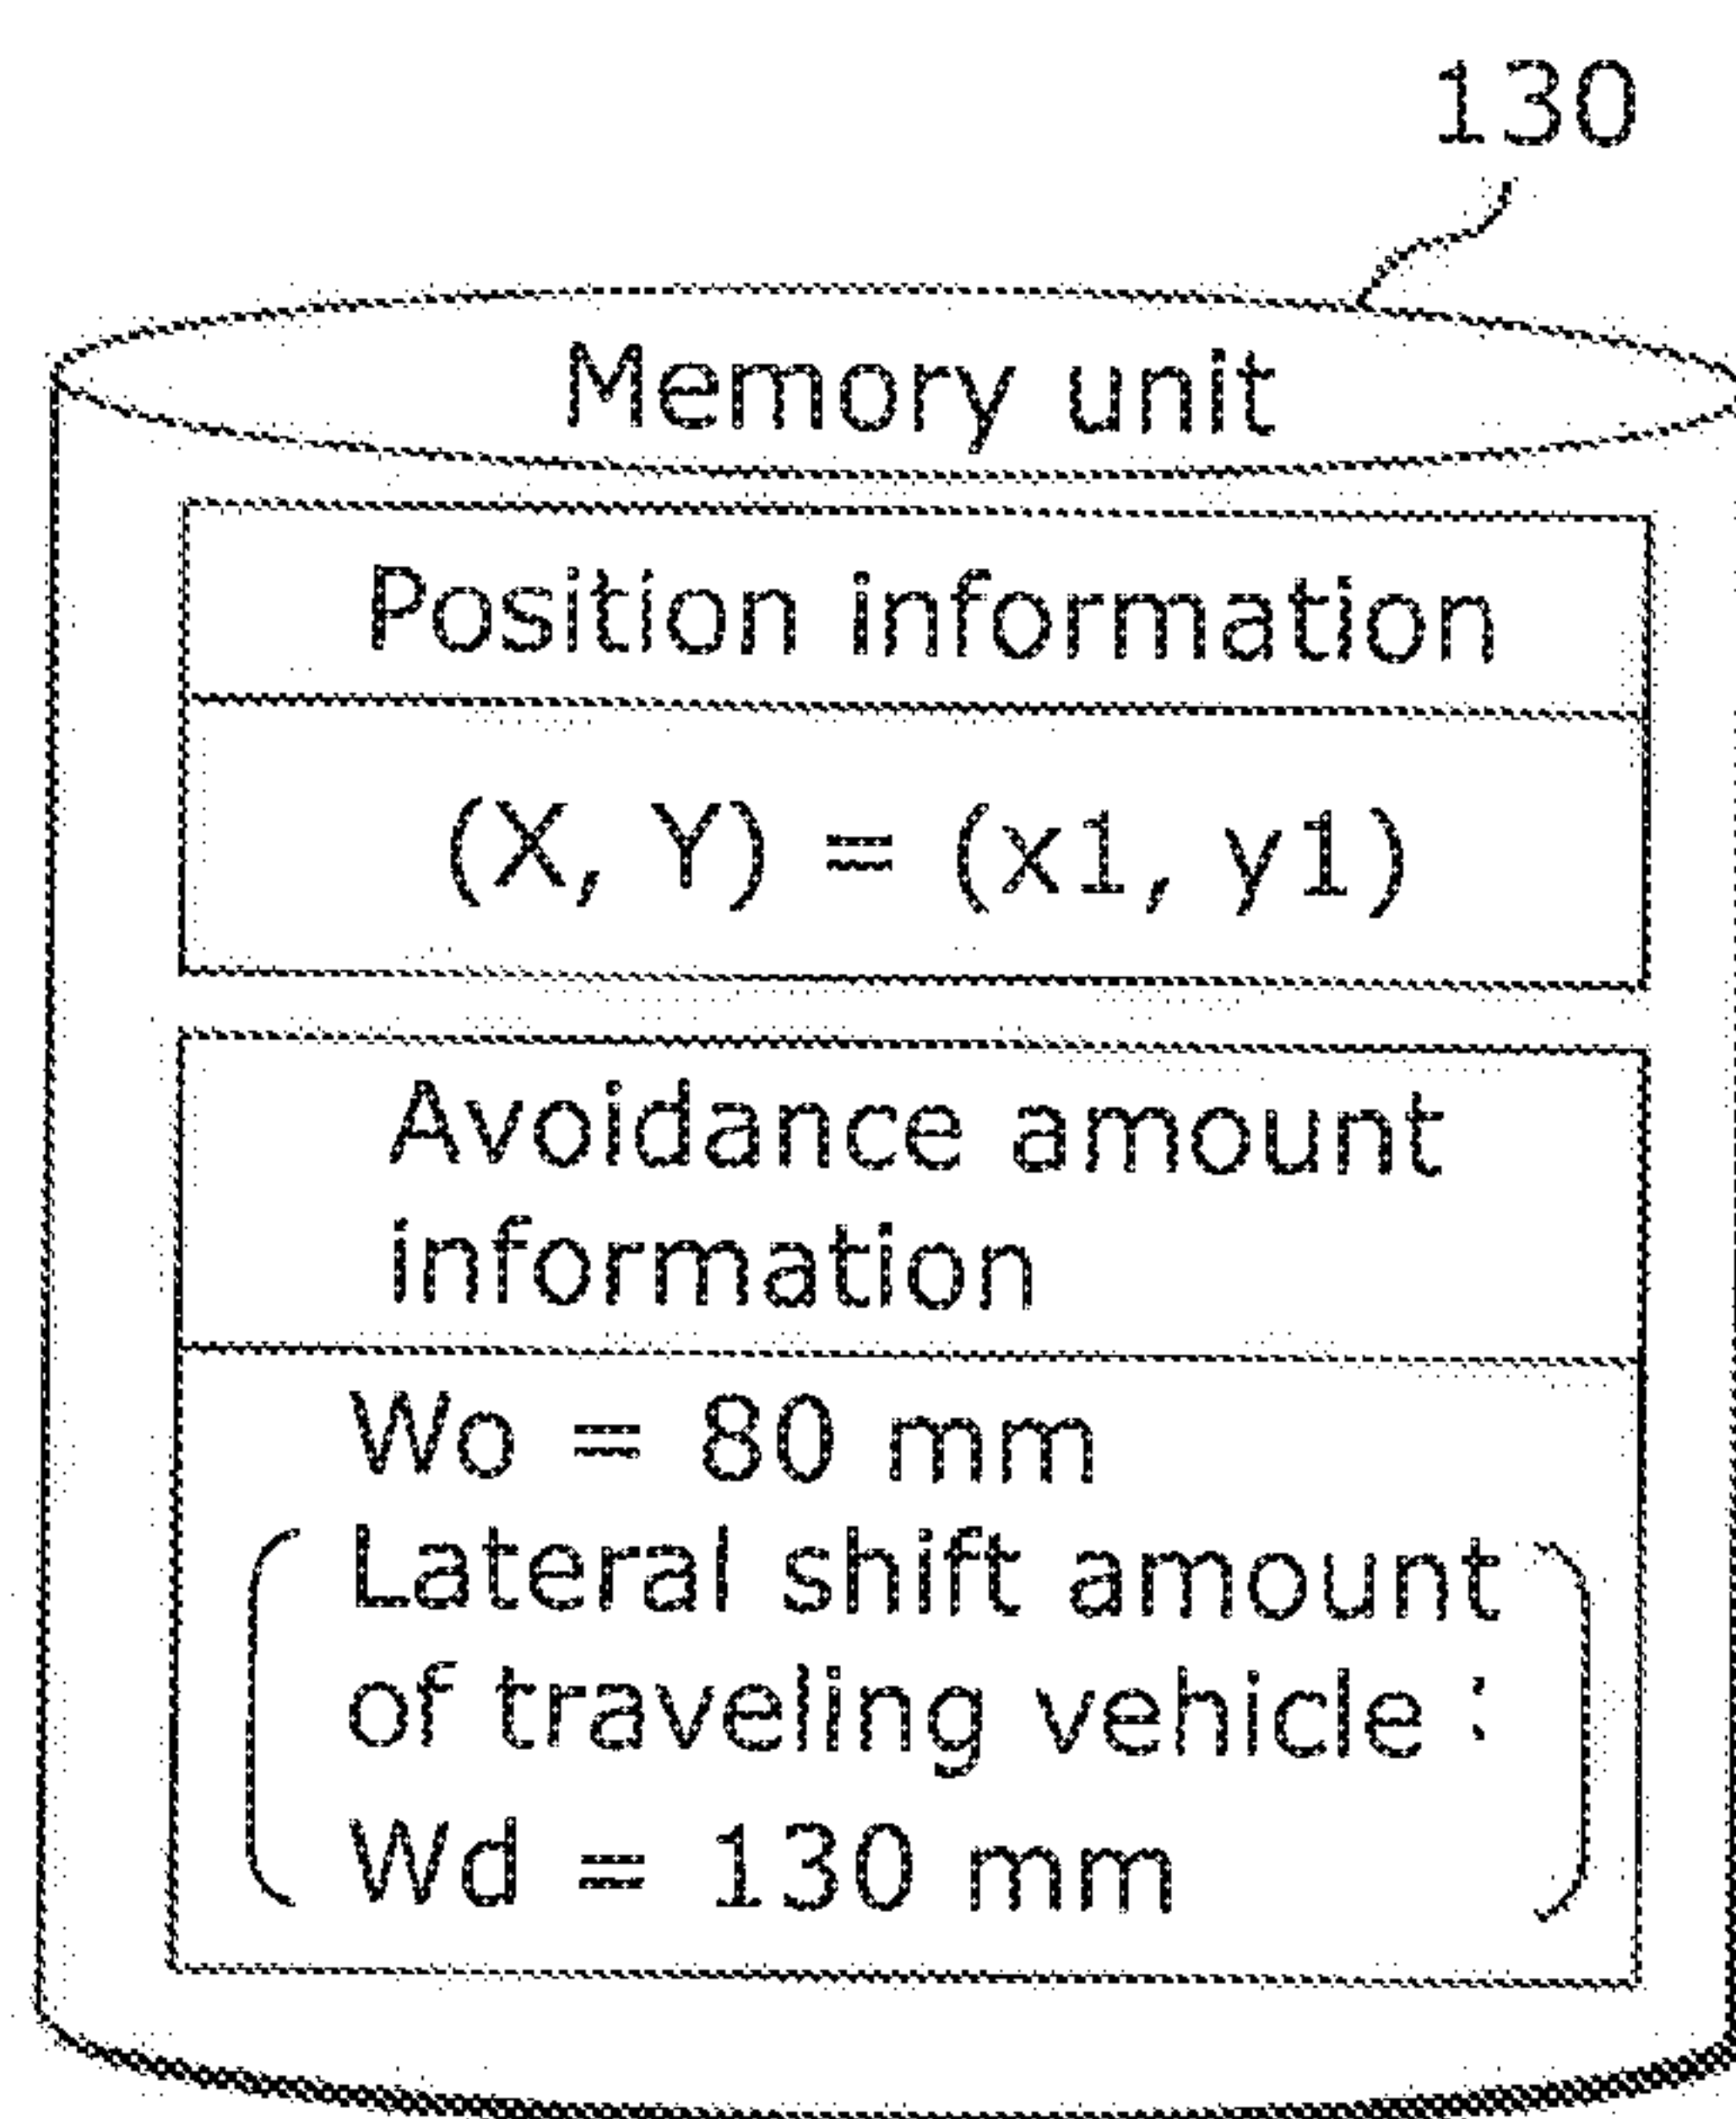 130
Memory unit
Position information
(X, Y) = (x1, y1)
Avoidance amount
information
Wo = 80 mm
Lateral shift amount
of traveling vehicle :
Wd = 130 mm